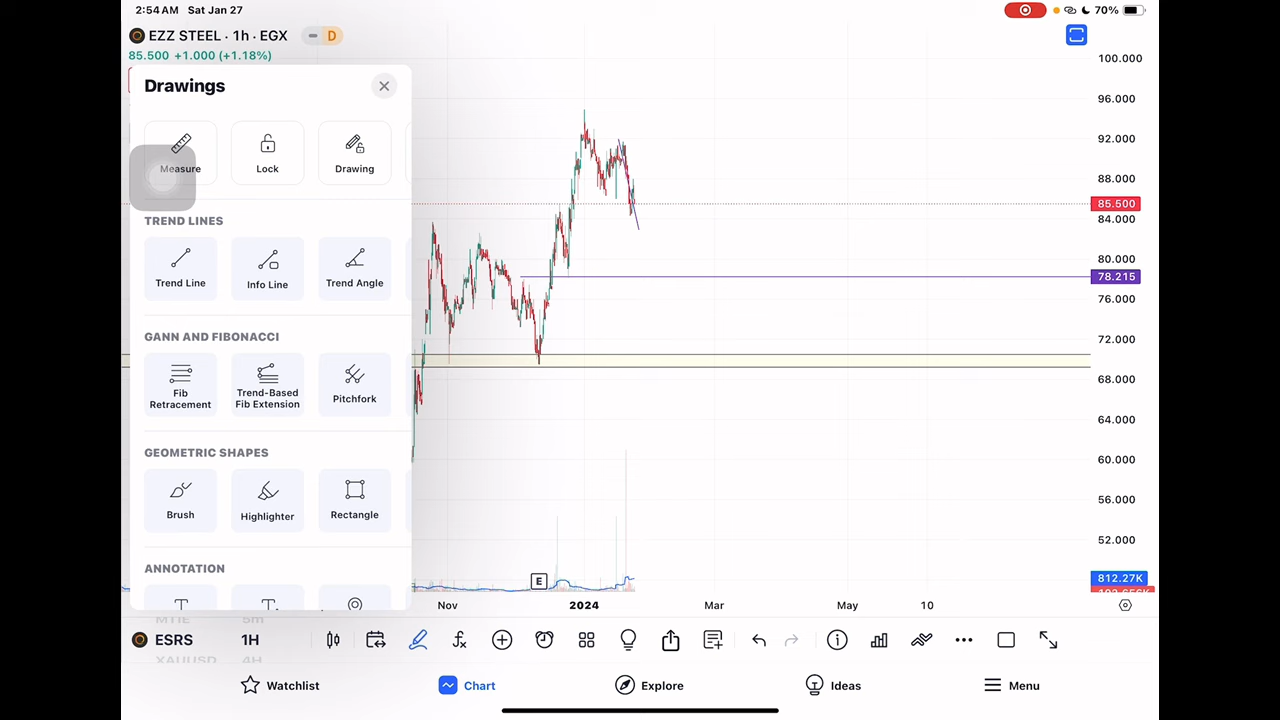 2:54 AM Sat Jan 27
70%
EZZ STEEL · 1h · EGX
D
85.500 +1.000 (+1.18%)
Drawings
Measure
Lock
Drawing
TREND LINES
Trend Line
Info Line
Trend Angle
GANN AND FIBONACCI
Fib
Retracement
Trend-Based
Fib Extension
Pitchfork
GEOMETRIC SHAPES
Brush
Highlighter
Rectangle
ANNOTATION
100.000
96.000
92.000
88.000
85.500
84.000
80.000
78.215
76.000
72.000
68.000
64.000
60.000
56.000
52.000
812.27K
E
Nov
2024
Mar
May
10
5m
ESRS
1H
XAUUSD
4H
Watchlist
Chart
Explore
Ideas
Menu